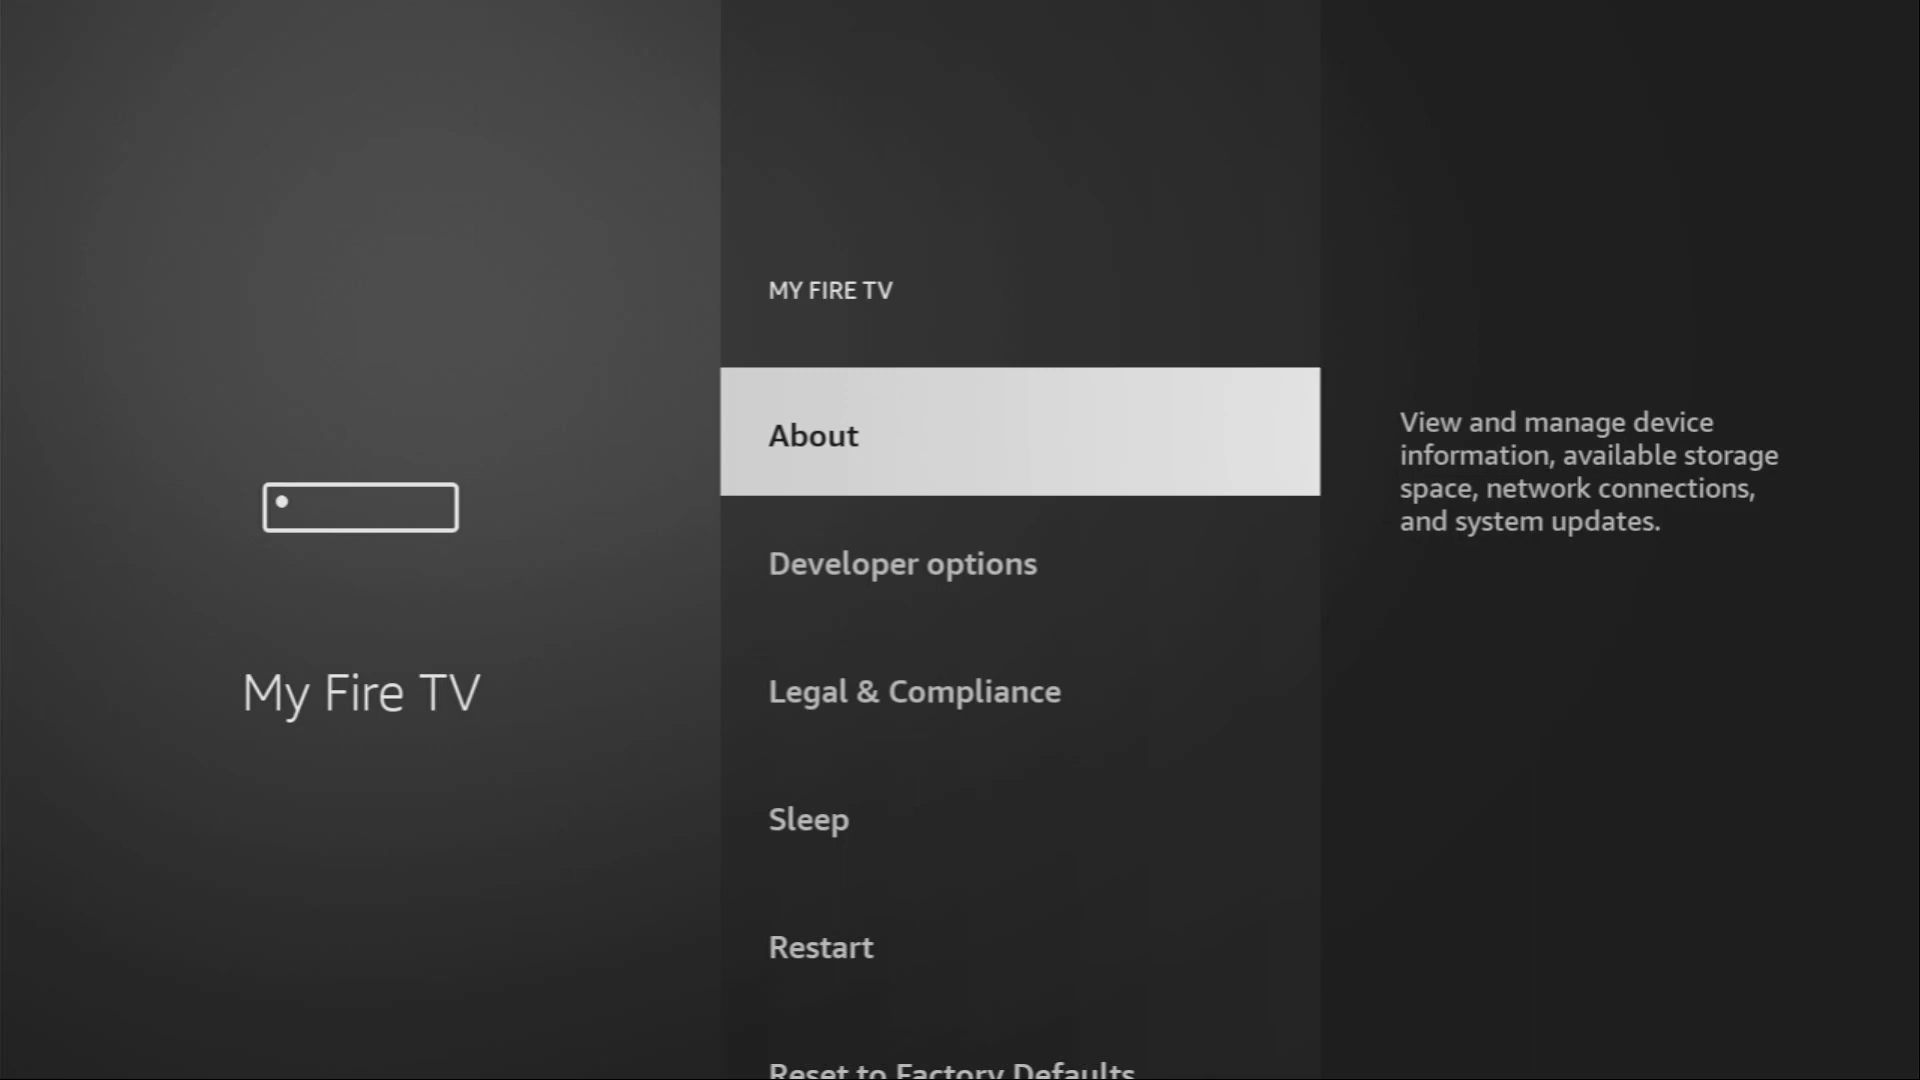 MY FIRE TV
About
View and manage device
information, available storage
space, network connections,
and system updates.
Developer options
Legal & Compliance
My Fire TV
Sleep
Restart
Reset to Factory Defaults